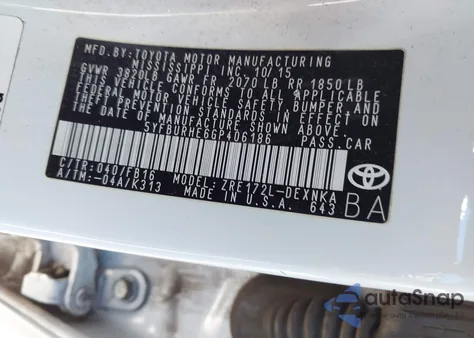 MFD.BY:TOYOTA MOTOR MANUFACTURING
MISSISSIPPI INC. 10/15
GVWR 3820LB GAWR FR 2070 LB RR 1850 LB
THIS VEHICLE CONFORMS TO ALL APPLICABLE
FEDERAL MOTOR VEHICLE SAFETY, BUMPER, AND
THEFT PREVENTION STANDARDS IN EFFECT ON
THE DATE OF MANUFACTURE SHOWN ABOVE.
5YFBURHE6GP406186 PASS.CAR
C/TR:040/FB16
A/TM:-04A/K313
MODEL:ZRE172L-DEXNKA
MADE IN U.S.A. 643
BA
autoSnap